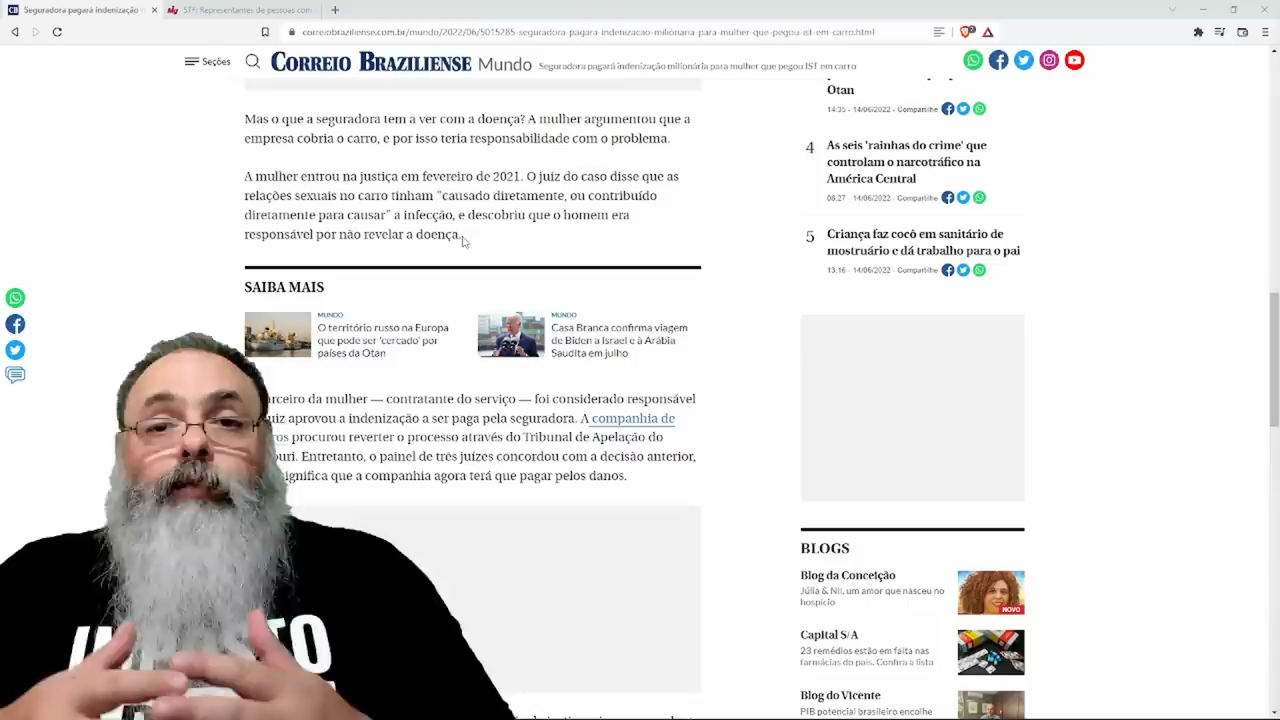 Seguradora pagará indenização
STF: Representantes de pessoas com
correiobraziliense.com.br/mundo/2022/06/5015285-seguradora-pagara-indenizacao-milionaria-para-mulher-que-pegou-ist-em-carro.html
Seções
CORREIO BRAZILIENSE
Mundo
Seguradora pagará indenização milionária para mulher que pegou IST em carro
Mas o que a seguradora tem a ver com a doença? A mulher argumentou que a
empresa cobria o carro, e por isso teria responsabilidade com o problema.
A mulher entrou na justiça em fevereiro de 2021. O juiz do caso disse que as
relações sexuais no carro tinham "causado diretamente, ou contribuído
diretamente para causar" a infecção, e descobriu que o homem era
responsável por não revelar a doença.
SAIBA MAIS
MUNDO
O território russo na Europa
que pode ser 'cercado' por
países da Otan
MUNDO
Casa Branca confirma viagem
de Biden a Israel e à Arábia
Saudita em julho
da mulher — contratante do serviço — foi considerado responsável
aprovou a indenização a ser paga pela seguradora. A companhia de
procurou reverter o processo através do Tribunal de Apelação do
Entretanto, o painel de três juízes concordou com a decisão anterior,
que a companhia agora terá que pagar pelos danos.
Otan
14:35 - 14/06/2022 - Compartilhe
4
As seis 'rainhas do crime' que
controlam o narcotráfico na
América Central
08:27 - 14/06/2022 - Compartilhe
5
Criança faz cocô em sanitário de
mostruário e dá trabalho para o pai
13:16 - 14/06/2022 - Compartilhe
BLOGS
Blog da Conceição
Júlia & Nil, um amor que nasceu no
hospício
NOVO
Capital S/A
23 remédios estão em falta nas
farmácias do país. Confira a lista
Blog do Vicente
PIB potencial brasileiro encolhe